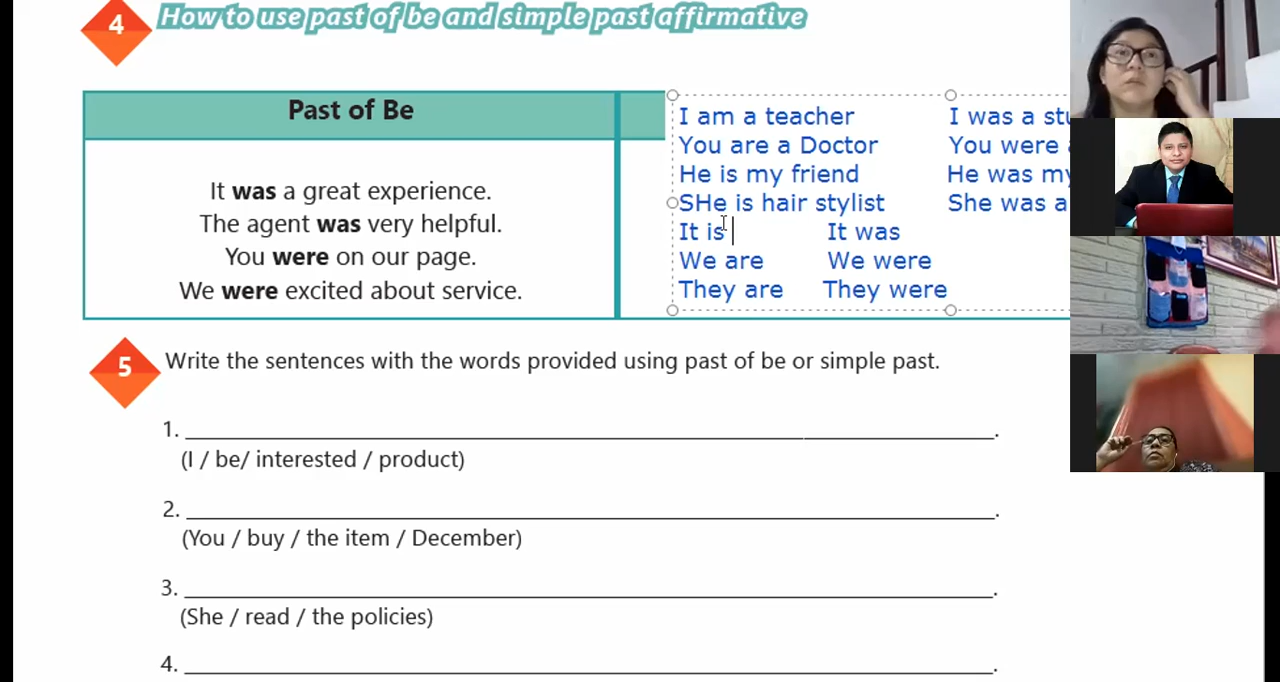 4 How to use past of be and simple past affirmative
Past of Be
It was a great experience.
The agent was very helpful.
You were on our page.
We were excited about service.
I am a teacher I was a
You are a Doctor You were
He is my friend He was
SHe is hair stylist She was a
It is It was
We are We were
They are They were
5 Write the sentences with the words provided using past of be or simple past.
1. ______________________________.
(I / be/ interested / product)
2. ______________________________.
(You / buy / the item / December)
3. ______________________________.
(She / read / the policies)
4. ______________________________.